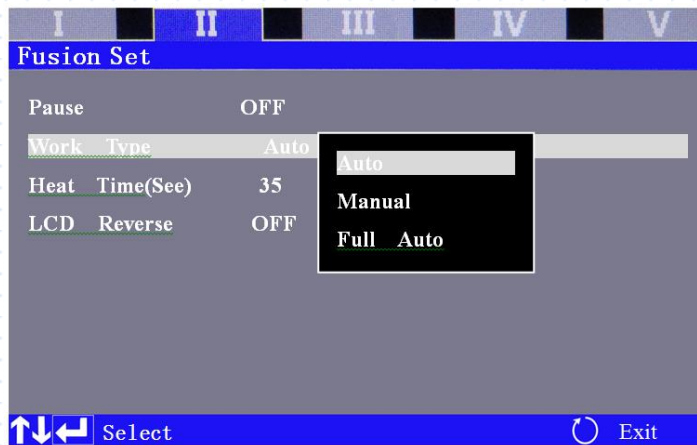 I II III IV V
Fusion Set
Pause OFF
Work Type Auto
Auto
Heat Time(See) 35
Manual
LCD Reverse OFF
Full Auto
Select Exit